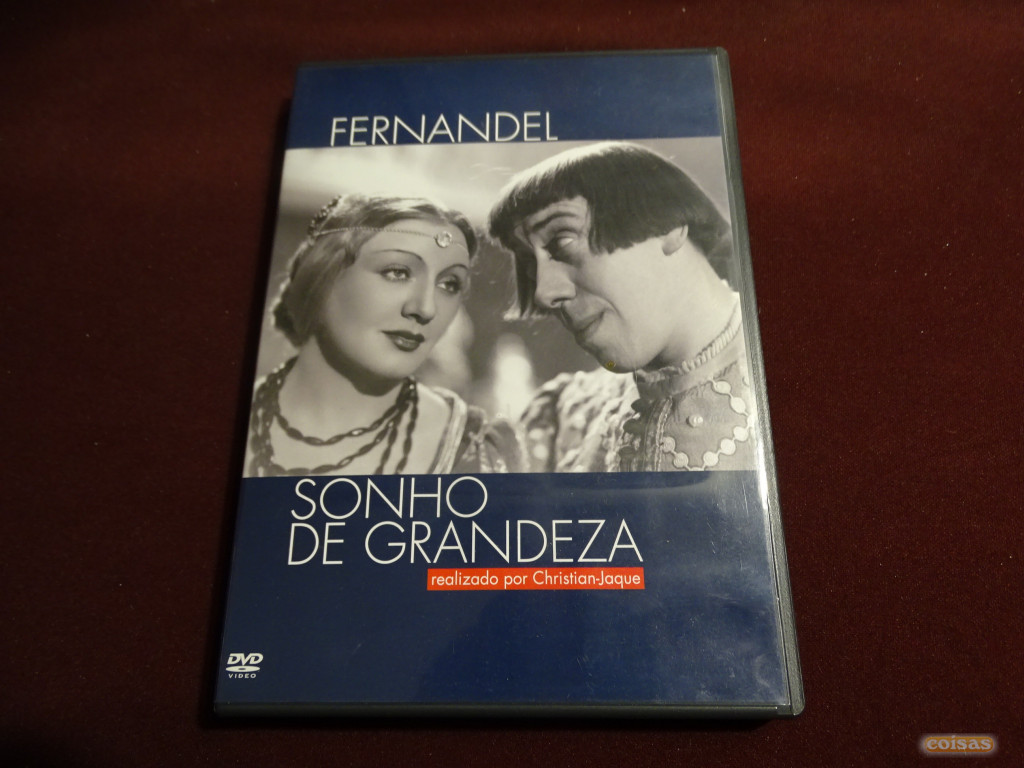 FERNANDEL
SONHO
DE GRANDEZA
realizado por Christian-Jaque
DVD
VIDEO
coisas